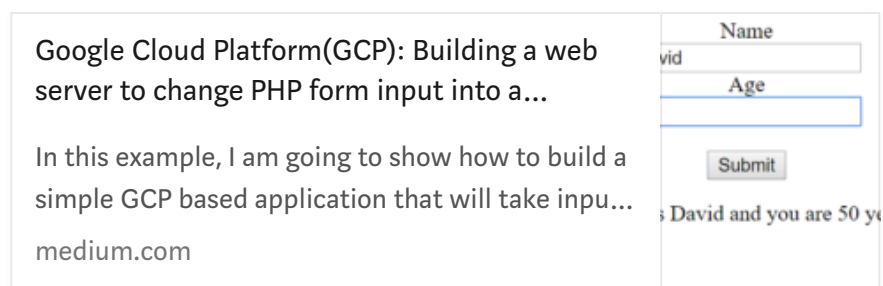 Google Cloud Platform(GCP): Building a web
server to change PHP form input into a...
In this example, I am going to show how to build a
simple GCP based application that will take inpu...
medium.com
Name
vid
Age
Submit
s David and you are 50 ye